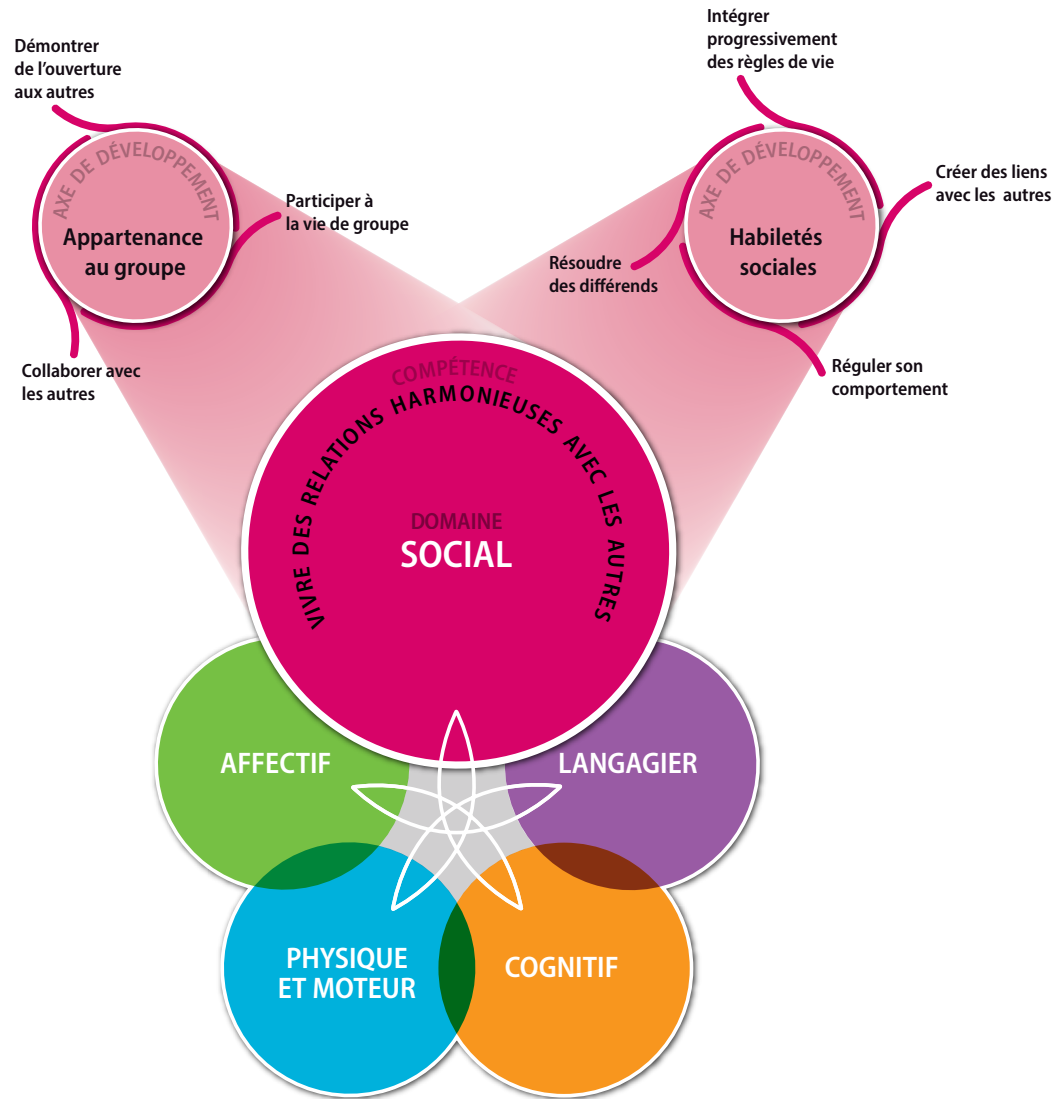 Démontrer
de l'ouverture
aux autres
AXE DE DÉVELOPPEMENT
Appartenance
au groupe
Participer à
la vie de groupe
Collaborer avec
les autres
Intégrer
progressivement
des règles de vie
AXE DE DÉVELOPPEMENT
Habiletés
sociales
Créer des liens
avec les autres
Résoudre
des différends
Réguler son
comportement
COMPÉTENCE
VIVRE DES RELATIONS HARMONIEUSES AVEC LES AUTRES
DOMAINE
SOCIAL
AFFECTIF
LANGAGIER
PHYSIQUE
ET MOTEUR
COGNITIF